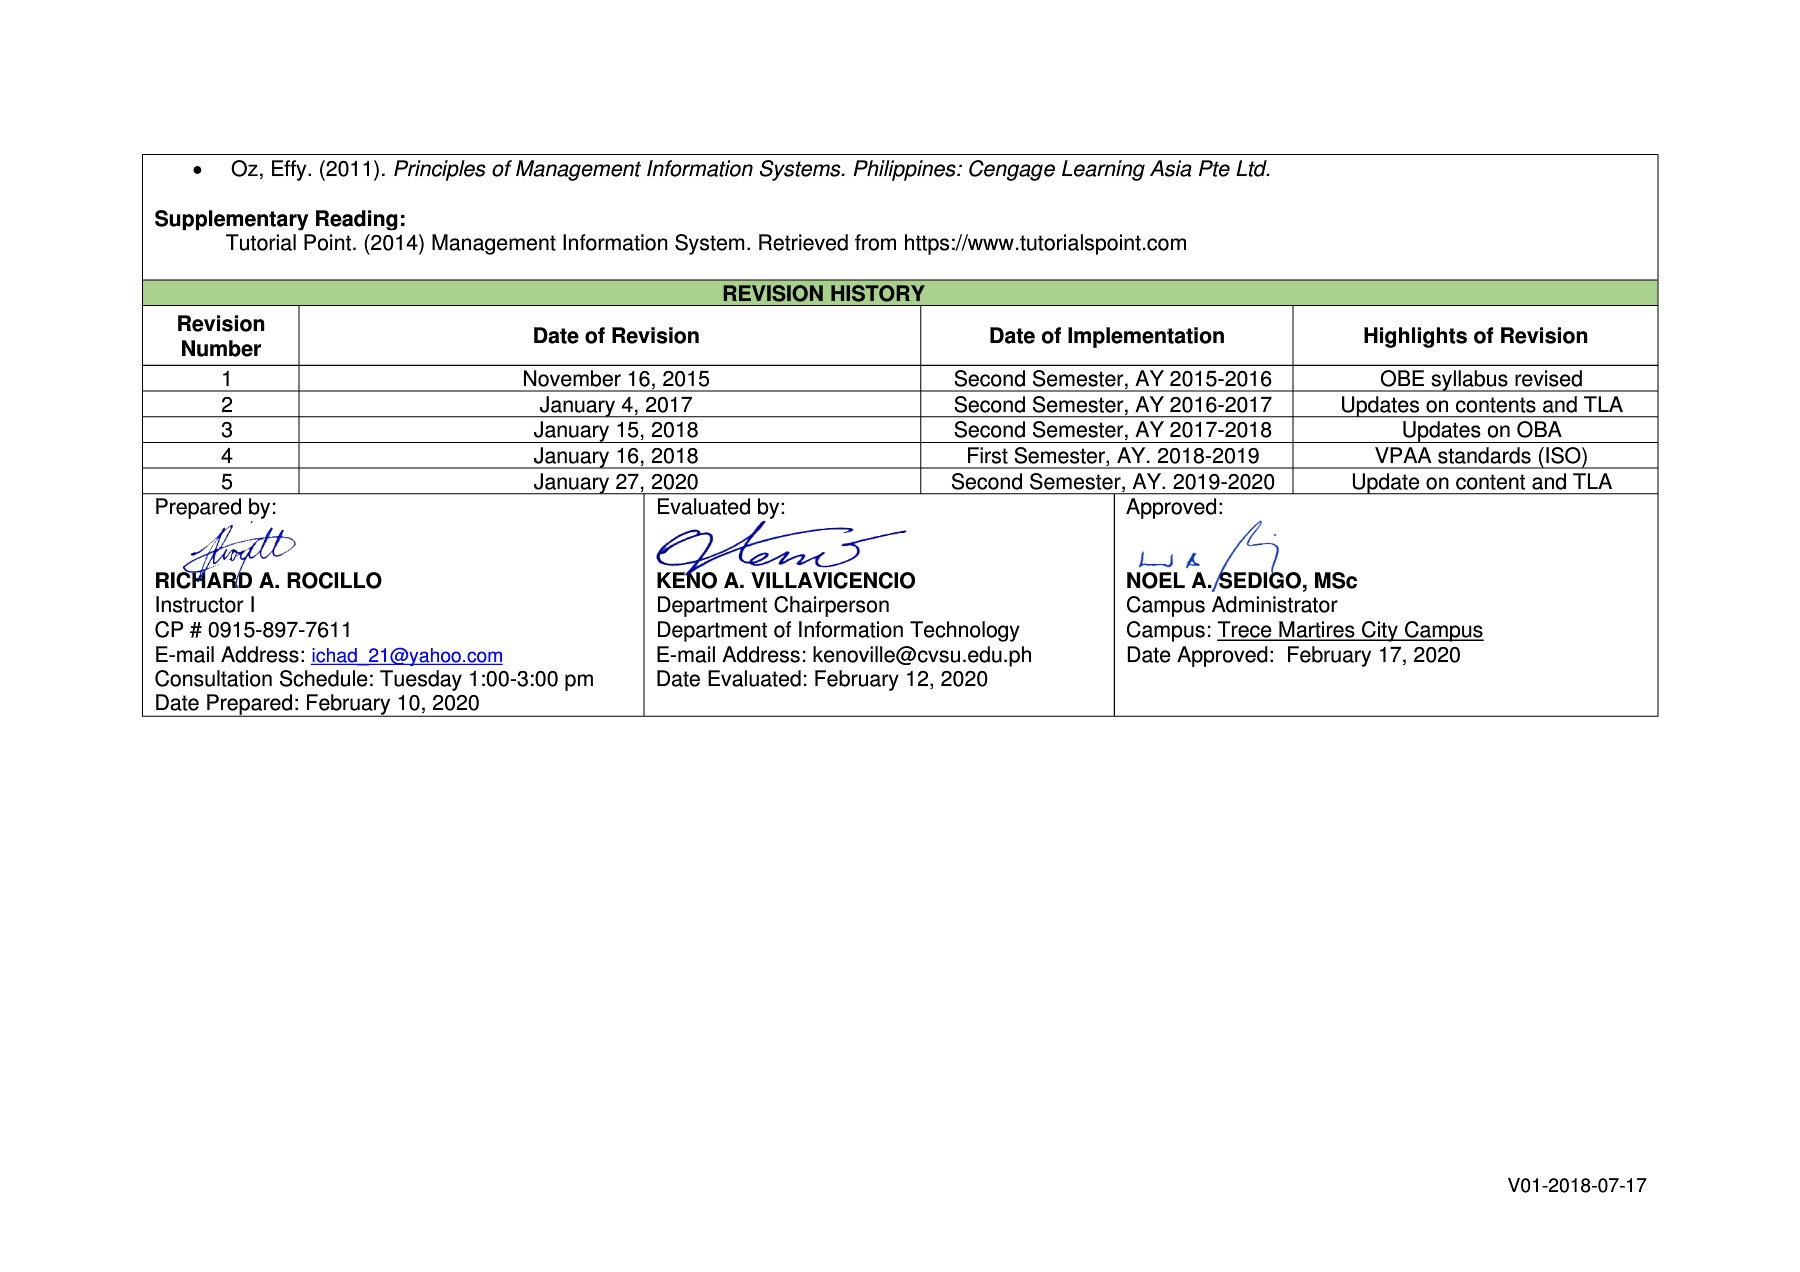 • Oz, Effy. (2011). Principles of Management Information Systems. Philippines: Cengage Learning Asia Pte Ltd.
Supplementary Reading:
Tutorial Point. (2014) Management Information System. Retrieved from https://www.tutorialspoint.com
REVISION HISTORY
Revision Number Date of Revision Date of Implementation Highlights of Revision
1 November 16, 2015 Second Semester, AY 2015-2016 OBE syllabus revised
2 January 4, 2017 Second Semester, AY 2016-2017 Updates on contents and TLA
3 January 15, 2018 Second Semester, AY 2017-2018 Updates on OBA
4 January 16, 2018 First Semester, AY. 2018-2019 VPAA standards (ISO)
5 January 27, 2020 Second Semester, AY. 2019-2020 Update on content and TLA
Prepared by:
RICHARD A. ROCILLO
Instructor I
CP # 0915-897-7611
E-mail Address: ichad_21@yahoo.com
Consultation Schedule: Tuesday 1:00-3:00 pm
Date Prepared: February 10, 2020
Evaluated by:
KENO A. VILLAVICENCIO
Department Chairperson
Department of Information Technology
E-mail Address: kenoville@cvsu.edu.ph
Date Evaluated: February 12, 2020
Approved:
NOEL A. SEDIGO, MSc
Campus Administrator
Campus: Trece Martires City Campus
Date Approved: February 17, 2020
V01-2018-07-17